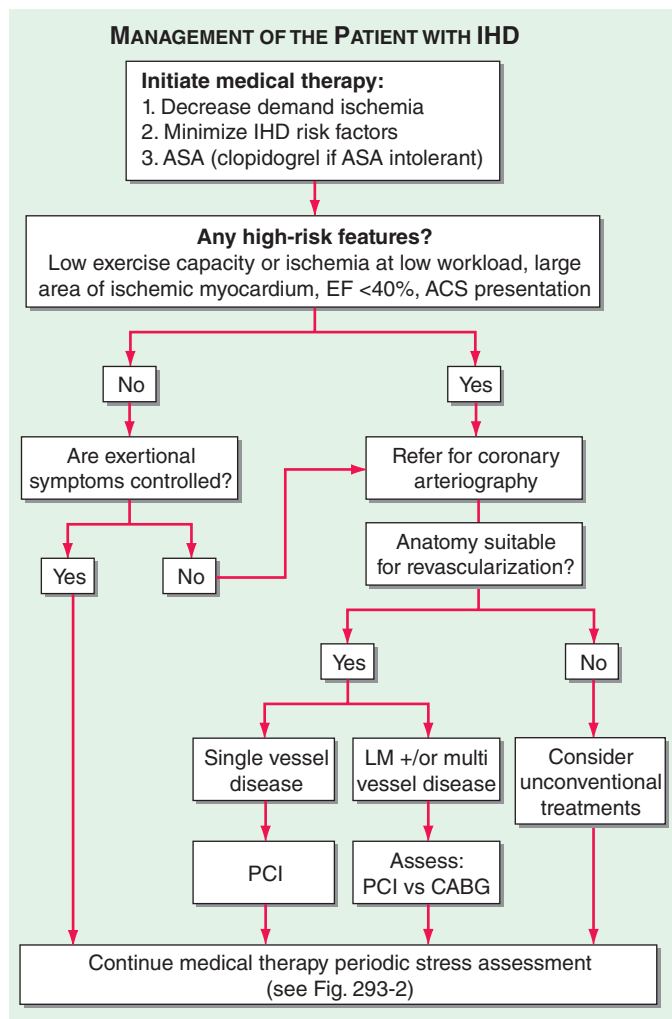 MANAGEMENT OF THE PATIENT WITH IHD
Initiate medical therapy:
1. Decrease demand ischemia
2. Minimize IHD risk factors
3. ASA (clopidogrel if ASA intolerant)
Any high-risk features?
Low exercise capacity or ischemia at low workload, large
area of ischemic myocardium, EF <40%, ACS presentation
No
Yes
Are exertional
symptoms controlled?
Refer for coronary
arteriography
Yes
No
Anatomy suitable
for revascularization?
Yes
No
Single vessel
disease
LM +/or multi
vessel disease
Consider
unconventional
treatments
PCI
Assess:
PCI vs CABG
Continue medical therapy periodic stress assessment
(see Fig. 293-2)